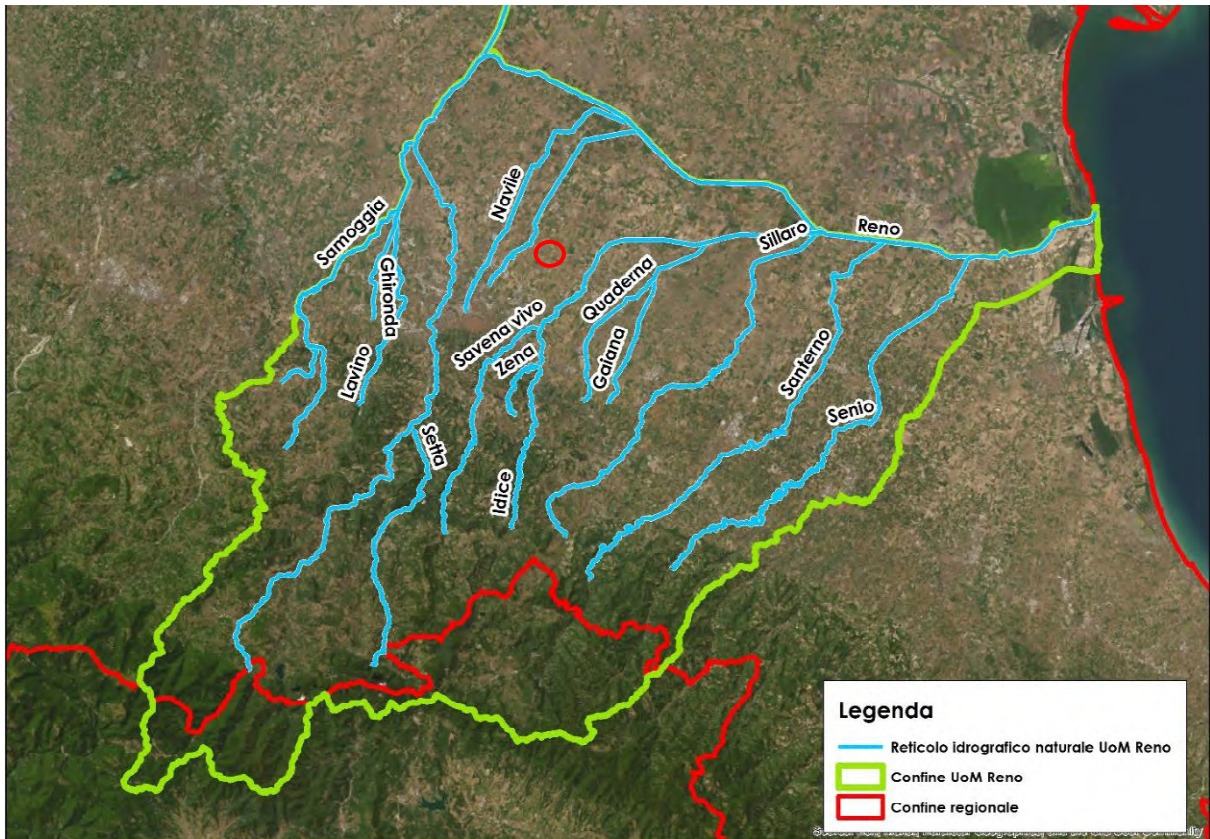 Navile
Samoggia
Reno
Sillaro
Ghironda
Quaderna
Savena vivo
Zena
Lavino
Gaiana
Santerno
Senio
Setta
Idice
Legenda
Reticolo idrografico naturale UoM Reno
Confine UoM Reno
Confine regionale